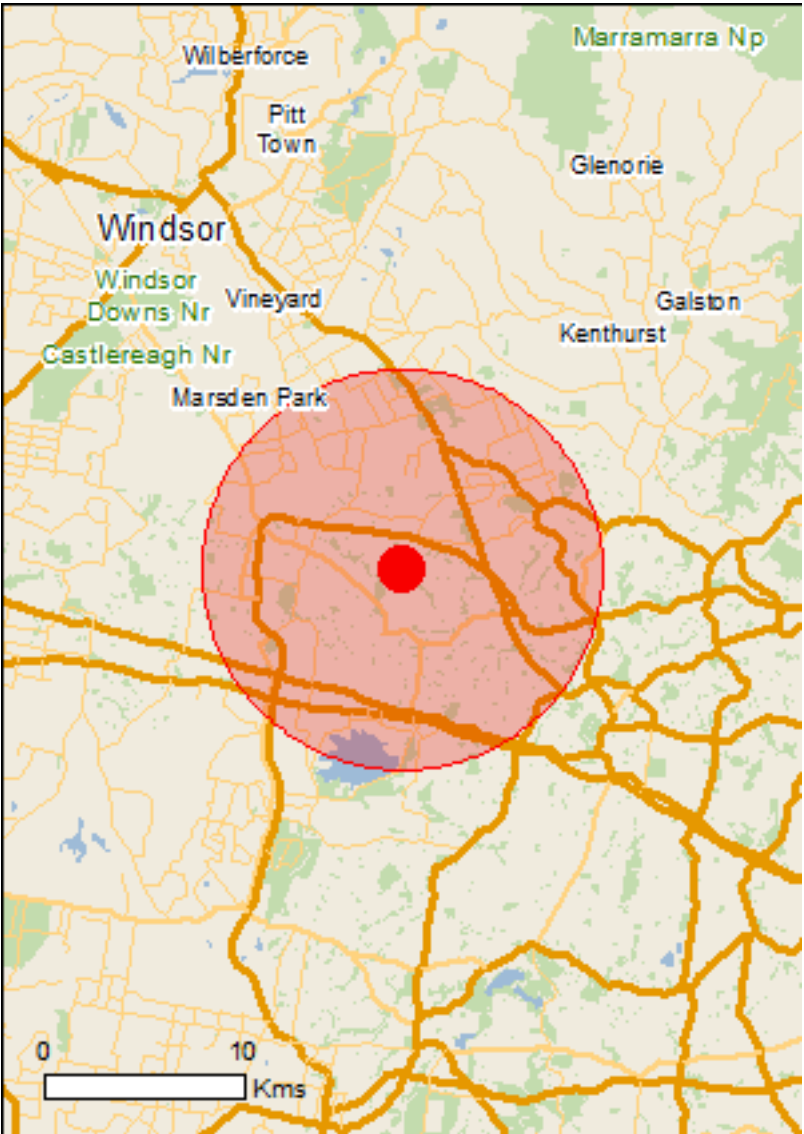 Marramarra Np
Wilberforce
Pitt
Town
Glenorie
Windsor
Windsor
Downs Nr
Vineyard
Galston
Kenthurst
Castlereagh Nr
Marsden Park
0 10
Kms